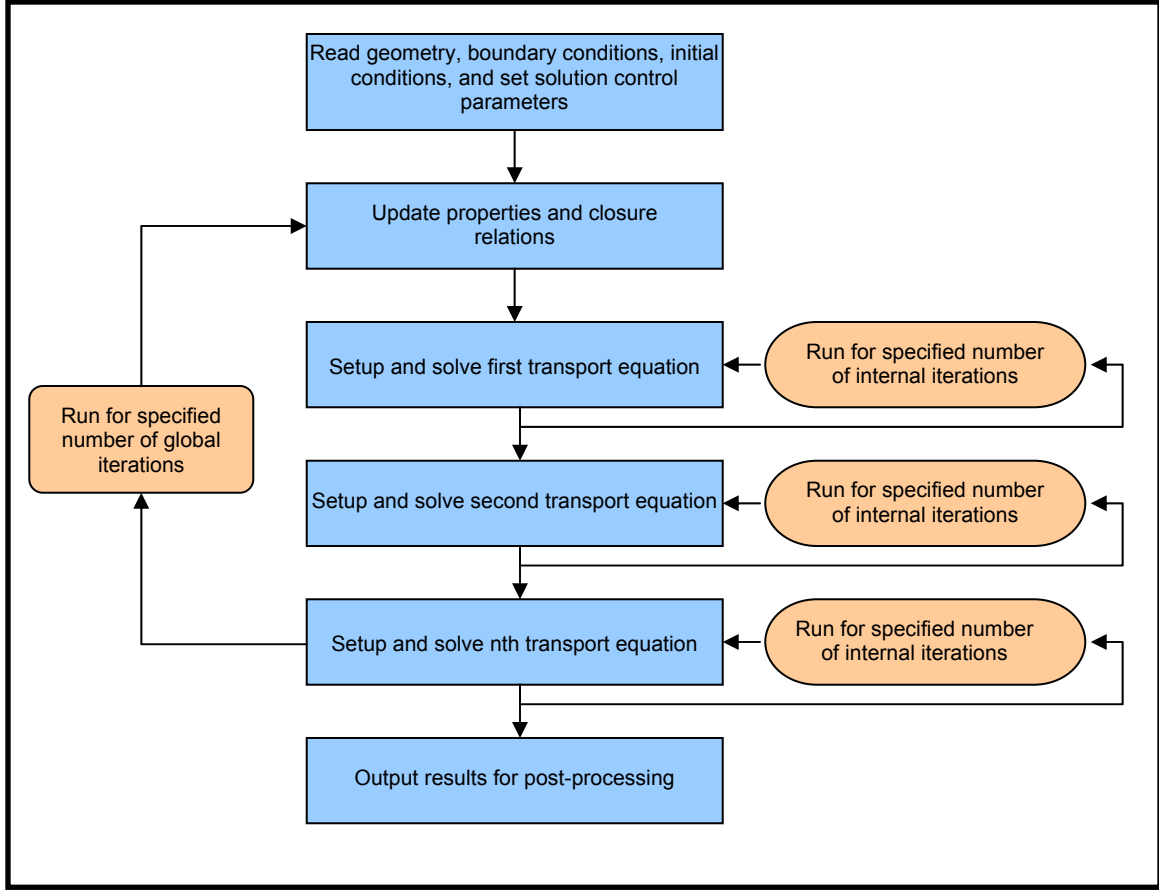 Read geometry, boundary conditions, initial
conditions, and set solution control
parameters
Update properties and closure
relations
Setup and solve first transport equation
Run for specified number
of internal iterations
Run for specified
number of global
iterations
Setup and solve second transport equation
Run for specified number
of internal iterations
Setup and solve nth transport equation
Run for specified number
of internal iterations
Output results for post-processing